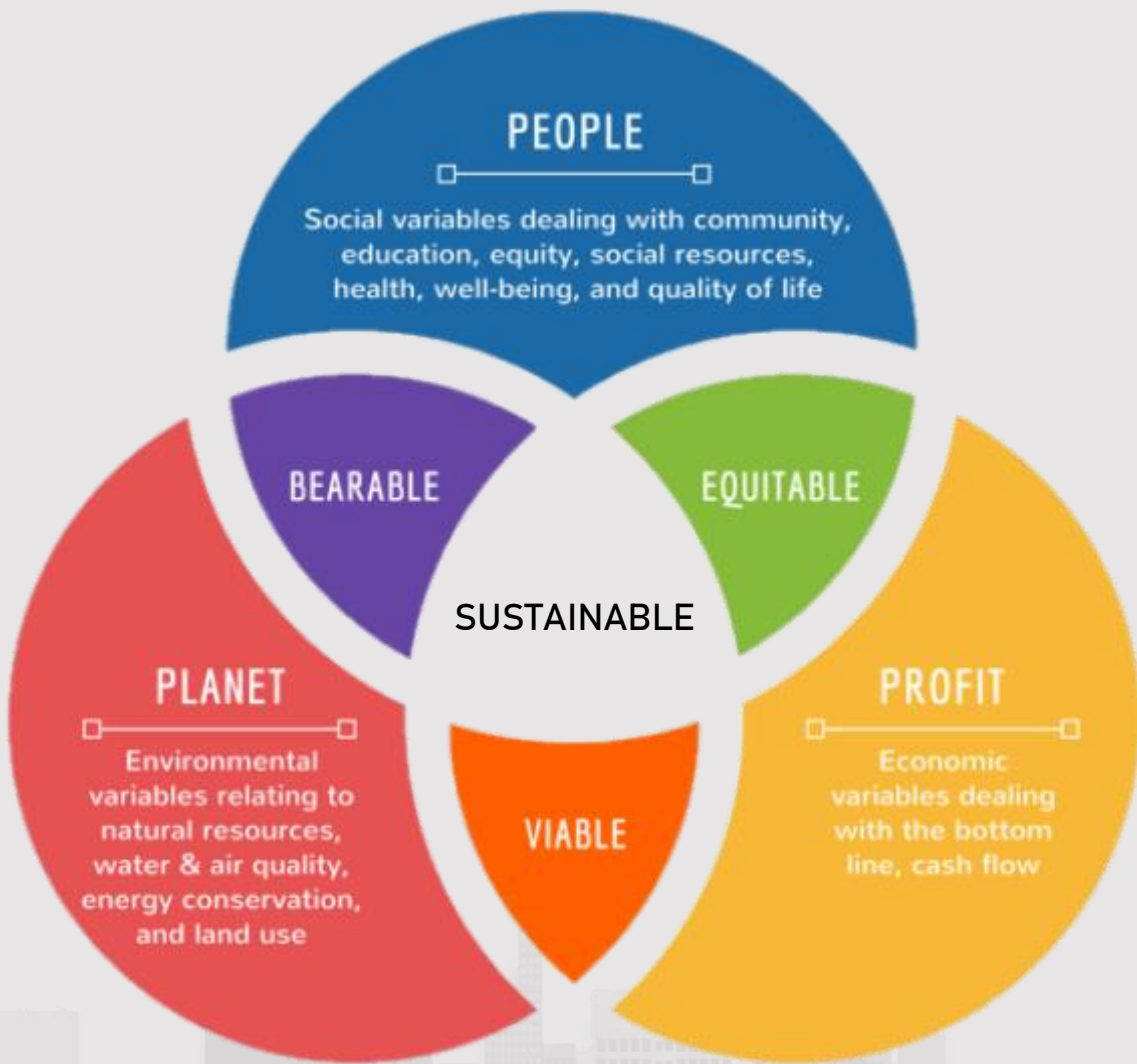 PEOPLE
Social variables dealing with community,
education, equity, social resources,
health, well-being, and quality of life
BEARABLE
EQUITABLE
SUSTAINABLE
PLANET
Environmental
variables relating to
natural resources,
water & air quality,
energy conservation,
and land use
PROFIT
Economic
variables dealing
with the bottom
line, cash flow
VIABLE